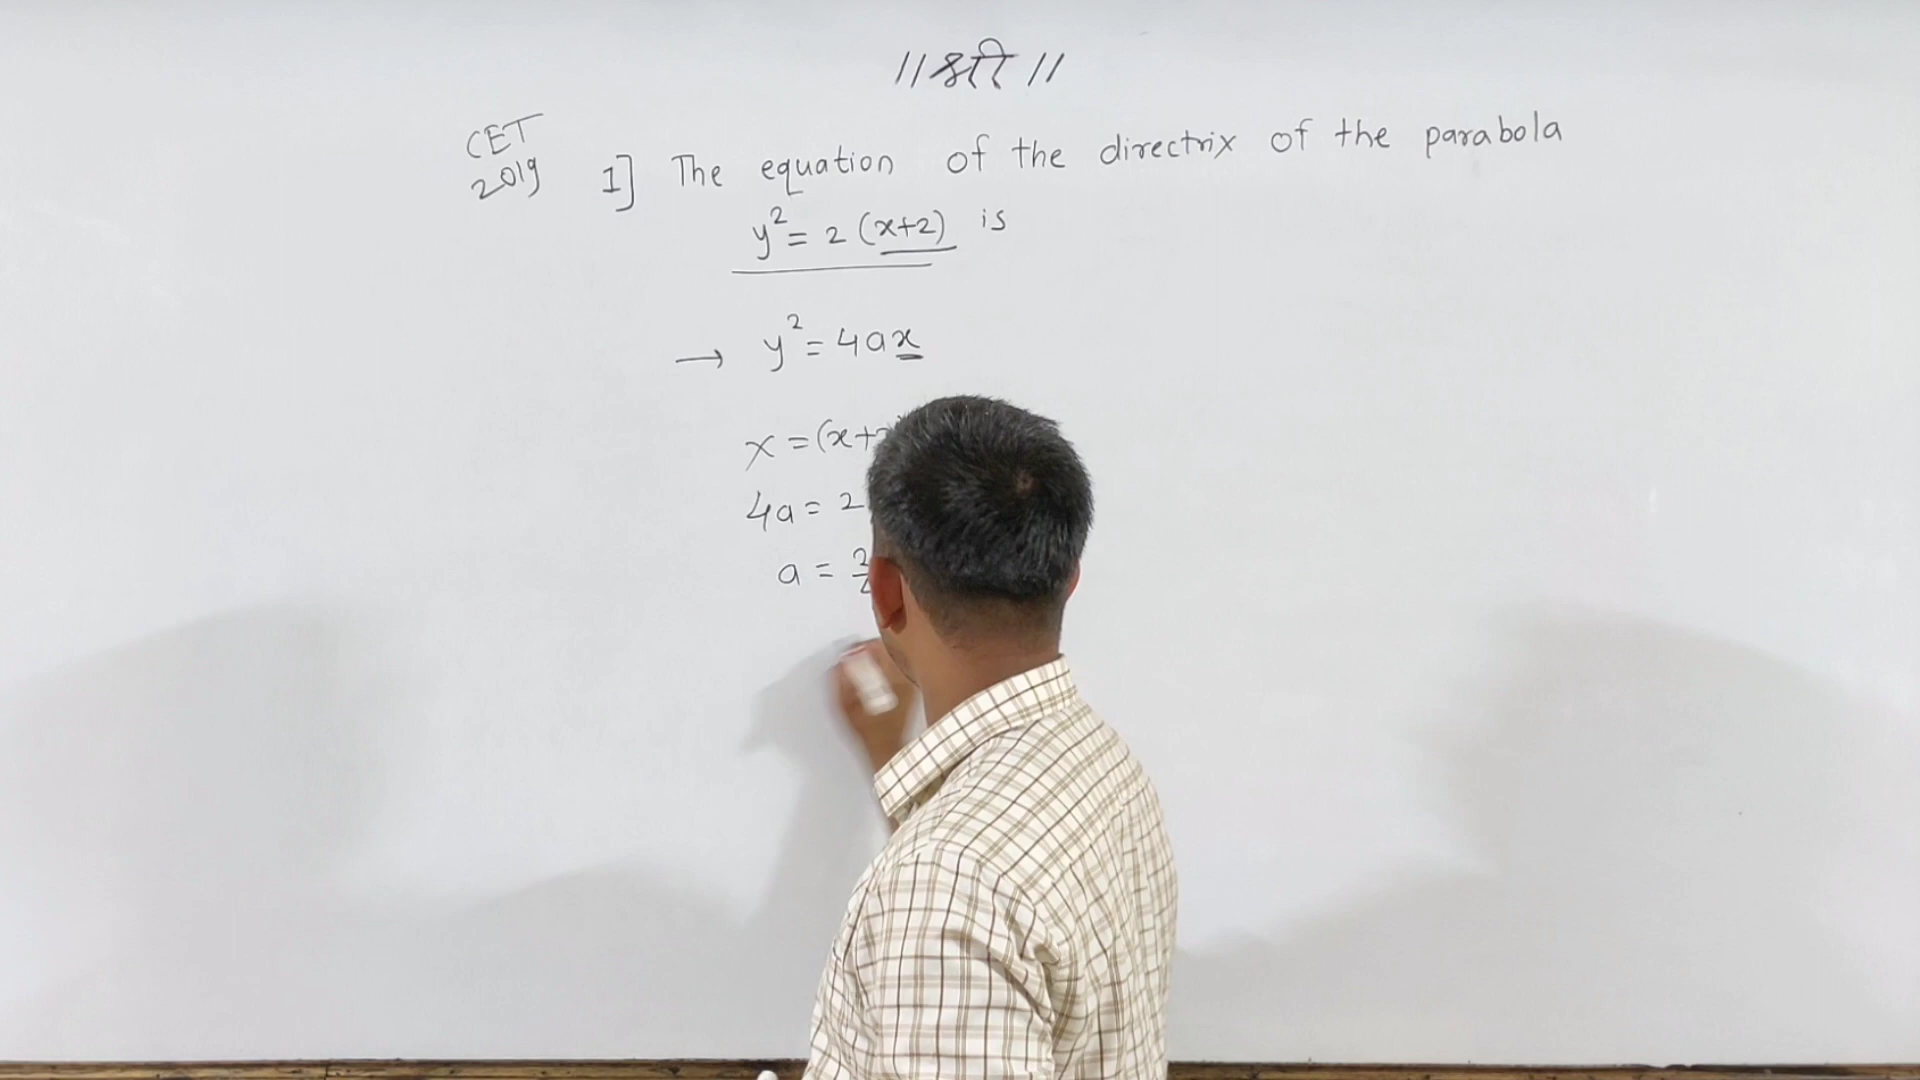 ॥ श्री ॥
CET
2019
1] The equation of the directrix of the parabola
y² = 2 (x+2) is
→ y² = 4ax
X = (x+
4a = 2
a = 2